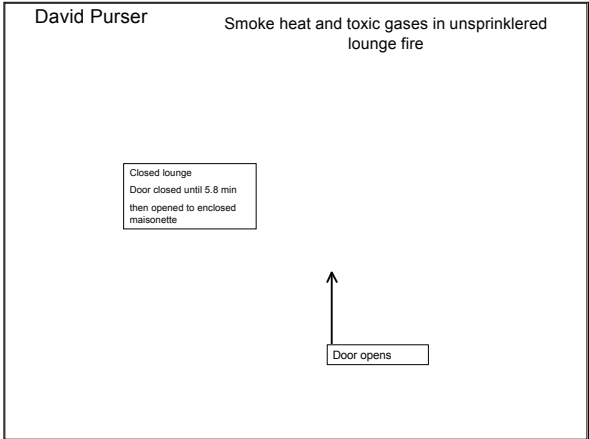 David Purser
Smoke heat and toxic gases in unsprinklered
lounge fire
Closed lounge
Door closed until 5.8 min
then opened to enclosed
maisonette
Door opens